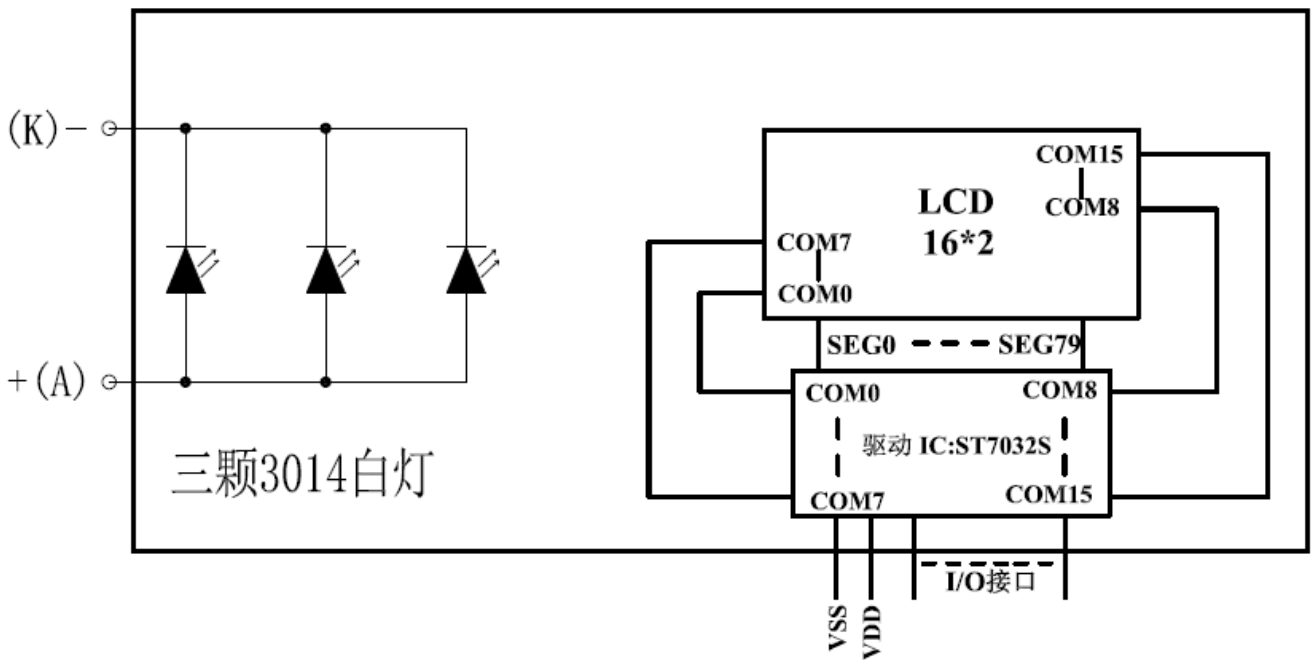 (K)-
+(A)
三颗3014白灯
COM15
COM8
LCD
16*2
COM7
COM0
SEG0
SEG79
COM0
COM8
驱动 IC:ST7032S
COM7
COM15
I/O接口
VSS
VDD